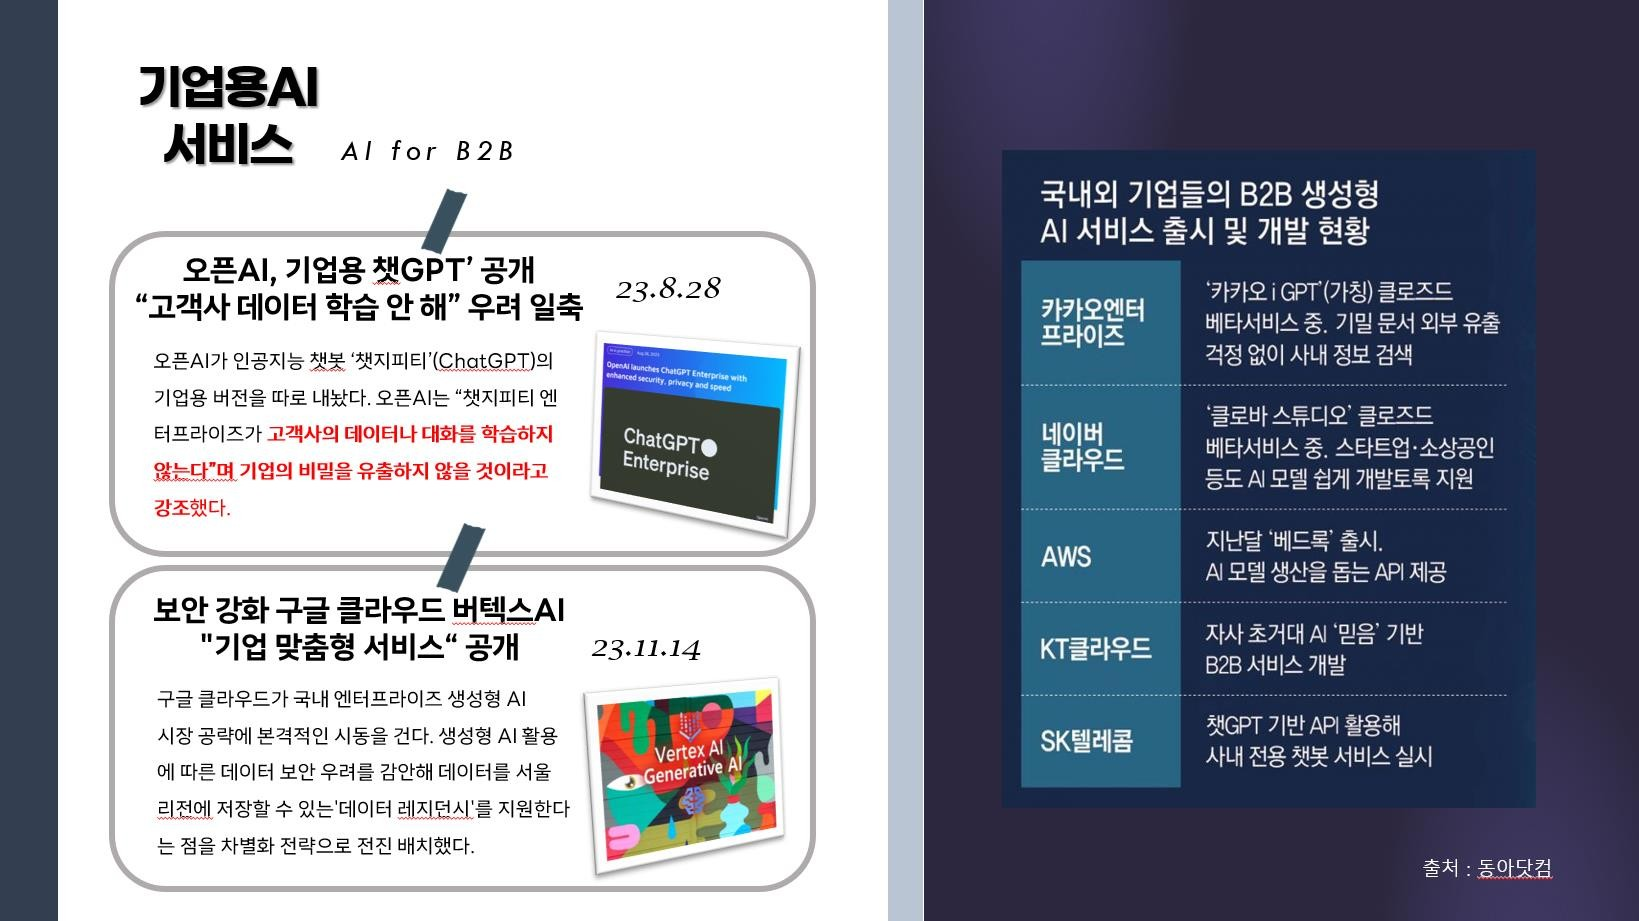 기업용AI
서비스
AI for B2B
오픈AI, 기업용 챗GPT’ 공개
“고객사 데이터 학습 안 해” 우려 일축
23.8.28
오픈AI가 인공지능 챗봇 ‘챗지피티’(ChatGPT)의
기업용 버전을 따로 내놨다. 오픈AI는 “챗지피티 엔
터프라이즈가 고객사의 데이터나 대화를 학습하지
않는다”며 기업의 비밀을 유출하지 않을 것이라고
강조했다.
OpenAI launches ChatGPT Enterprise with
enhanced security, privacy and speed
ChatGPT
Enterprise
보안 강화 구글 클라우드 버텍스AI
"기업 맞춤형 서비스“ 공개
23.11.14
구글 클라우드가 국내 엔터프라이즈 생성형 AI
시장 공략에 본격적인 시동을 건다. 생성형 AI 활용
에 따른 데이터 보안 우려를 감안해 데이터를 서울
리전에 저장할 수 있는'데이터 레지던시'를 지원한다
는 점을 차별화 전략으로 전진 배치했다.
Vertex AI
Generative AI
국내외 기업들의 B2B 생성형
AI 서비스 출시 및 개발 현황
카카오엔터
프라이즈
‘카카오 i GPT’(가칭) 클로즈드
베타서비스 중. 기밀 문서 외부 유출
걱정 없이 사내 정보 검색
네이버
클라우드
‘클로바 스튜디오’ 클로즈드
베타서비스 중. 스타트업·소상공인
등도 AI 모델 쉽게 개발토록 지원
AWS
지난달 ‘베드록’ 출시.
AI 모델 생산을 돕는 API 제공
KT클라우드
자사 초거대 AI ‘믿음’ 기반
B2B 서비스 개발
SK텔레콤
챗GPT 기반 API 활용해
사내 전용 챗봇 서비스 실시
출처 : 동아닷컴